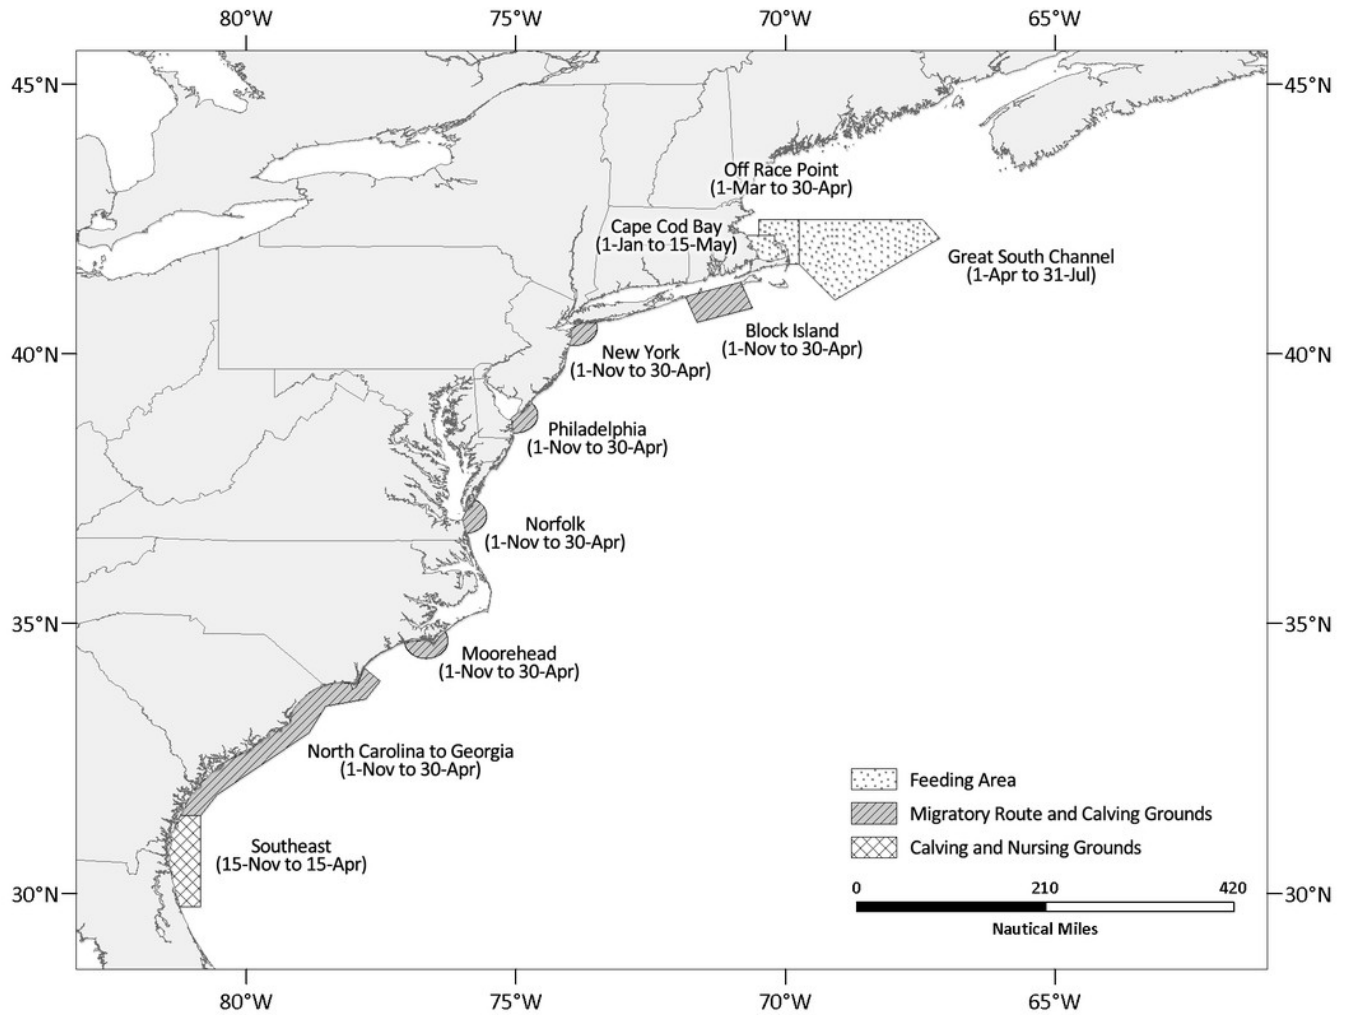 80°W 75°W 70°W 65°W
45°N 45°N
Off Race Point
(1-Mar to 30-Apr)
Cape Cod Bay
(1-Jan to 15-May)
Great South Channel
(1-Apr to 31-Jul)
Block Island
(1-Nov to 30-Apr)
40°N 40°N
New York
(1-Nov to 30-Apr)
Philadelphia
(1-Nov to 30-Apr)
Norfolk
(1-Nov to 30-Apr)
35°N 35°N
Moorehead
(1-Nov to 30-Apr)
North Carolina to Georgia
(1-Nov to 30-Apr)
Southeast
(15-Nov to 15-Apr)
Feeding Area
Migratory Route and Calving Grounds
Calving and Nursing Grounds
30°N 30°N
0 210 420
Nautical Miles
80°W 75°W 70°W 65°W